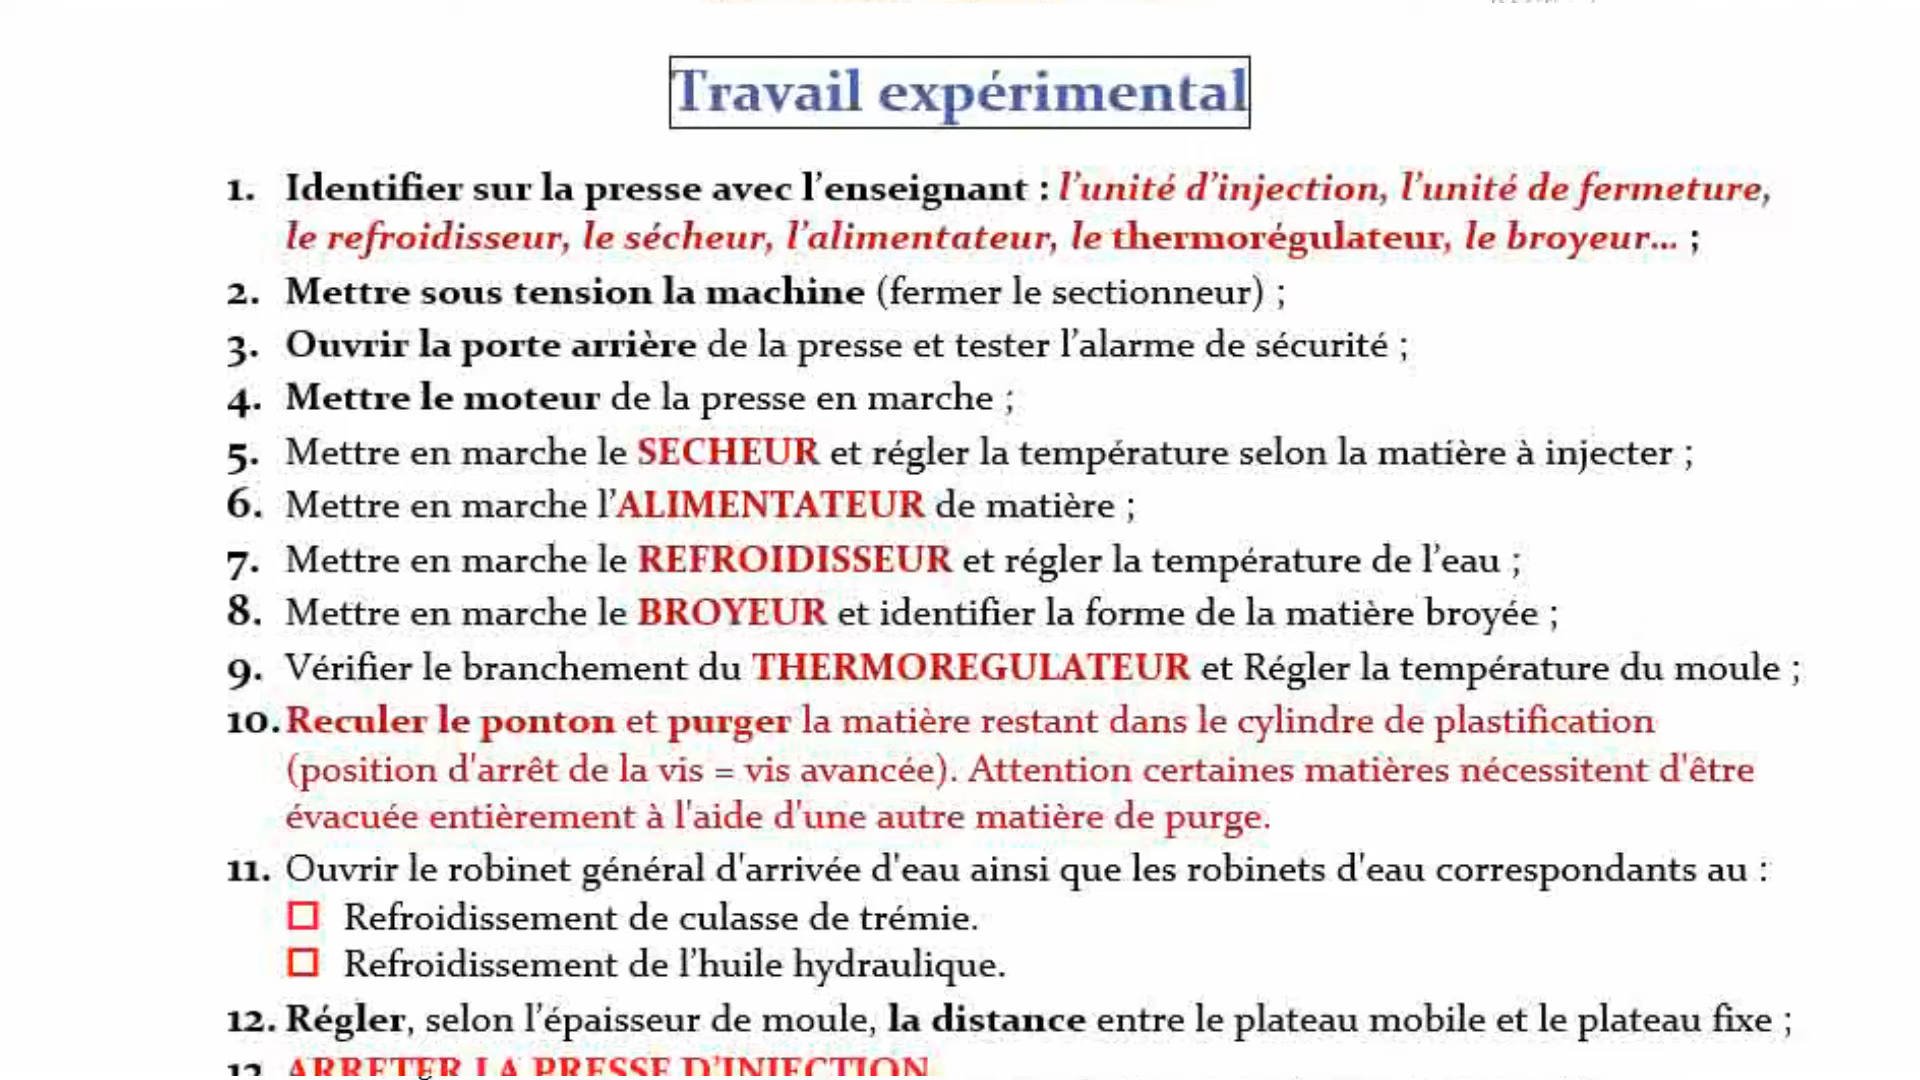 Travail expérimental
1. Identifier sur la presse avec l’enseignant : l’unité d’injection, l’unité de fermeture,
le refroidisseur, le sécheur, l’alimentateur, le thermorégulateur, le broyeur... ;
2. Mettre sous tension la machine (fermer le sectionneur) ;
3. Ouvrir la porte arrière de la presse et tester l’alarme de sécurité ;
4. Mettre le moteur de la presse en marche ;
5. Mettre en marche le SECHEUR et régler la température selon la matière à injecter ;
6. Mettre en marche l’ALIMENTATEUR de matière ;
7. Mettre en marche le REFROIDISSEUR et régler la température de l’eau ;
8. Mettre en marche le BROYEUR et identifier la forme de la matière broyée ;
9. Vérifier le branchement du THERMOREGULATEUR et Régler la température du moule ;
10. Reculer le ponton et purger la matière restant dans le cylindre de plastification
(position d'arrêt de la vis = vis avancée). Attention certaines matières nécessitent d'être
évacuée entièrement à l'aide d'une autre matière de purge.
11. Ouvrir le robinet général d'arrivée d'eau ainsi que les robinets d'eau correspondants au :
Refroidissement de culasse de trémie.
Refroidissement de l’huile hydraulique.
12. Régler, selon l’épaisseur de moule, la distance entre le plateau mobile et le plateau fixe ;
13. ARRETER LA PRESSE D’INJECTION